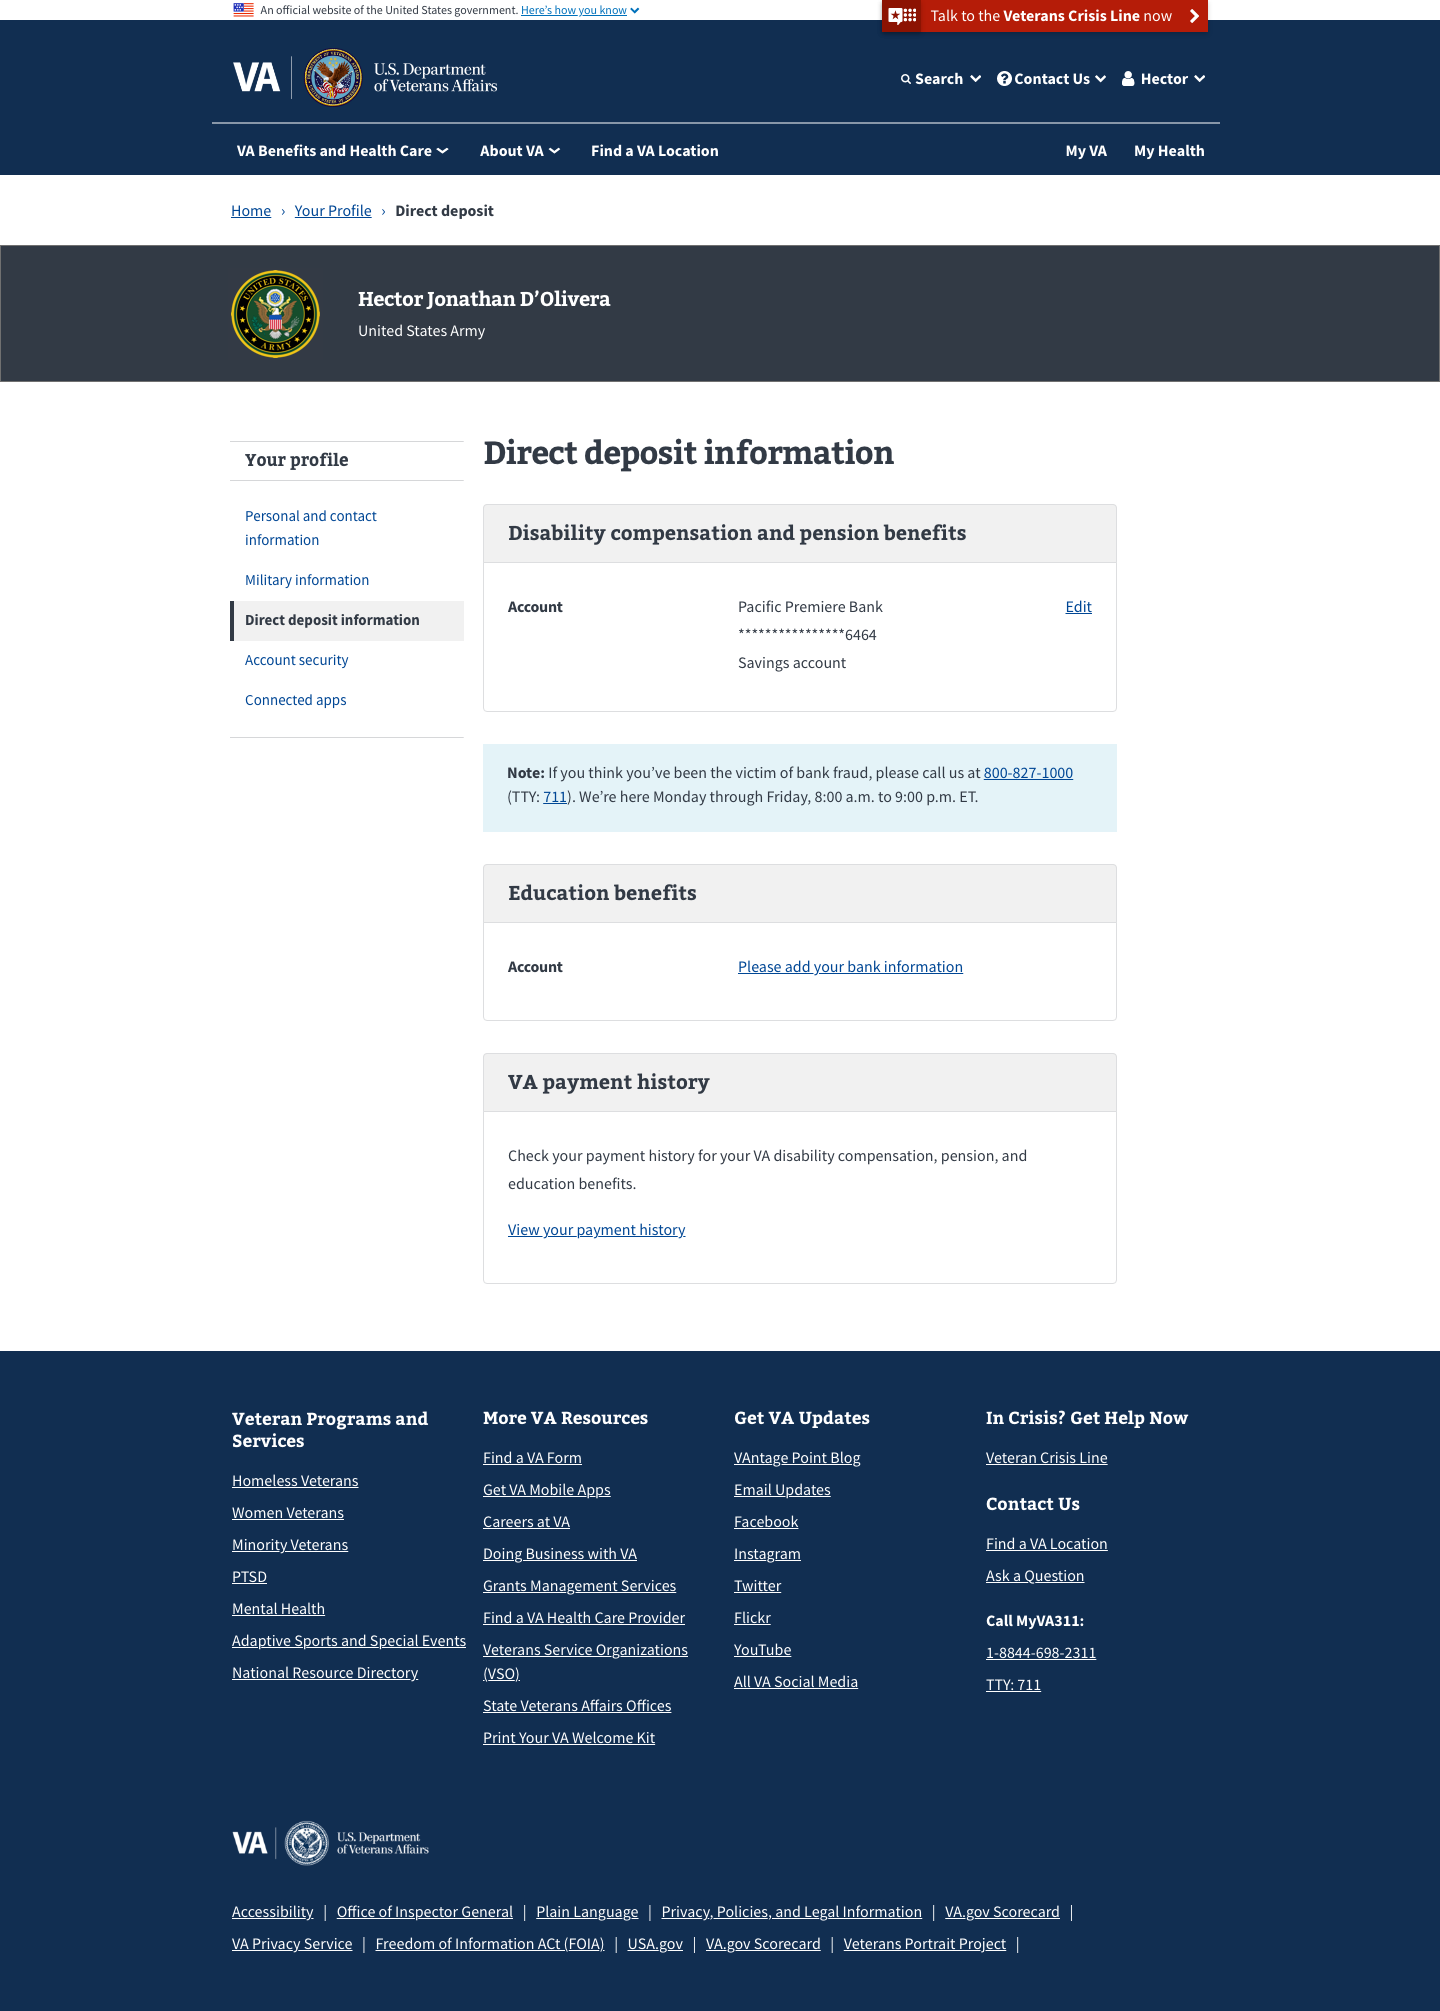 An official website of the United States government. Here's how you know
Talk to the Veterans Crisis Line now
VA
U.S. Department
of Veterans Affairs
Search
Contact Us
Hector
VA Benefits and Health Care
About VA
Find a VA Location
My VA
My Health
Home › Your Profile › Direct deposit
UNITED STATES
ARMY
Hector Jonathan D’Olivera
United States Army
Your profile
Personal and contact
information
Military information
Direct deposit information
Account security
Connected apps
Direct deposit information
Disability compensation and pension benefits
Account
Pacific Premiere Bank
****************6464
Savings account
Edit
Note: If you think you’ve been the victim of bank fraud, please call us at 800-827-1000
(TTY: 711). We’re here Monday through Friday, 8:00 a.m. to 9:00 p.m. ET.
Education benefits
Account
Please add your bank information
VA payment history
Check your payment history for your VA disability compensation, pension, and
education benefits.
View your payment history
Veteran Programs and
Services
Homeless Veterans
Women Veterans
Minority Veterans
PTSD
Mental Health
Adaptive Sports and Special Events
National Resource Directory
More VA Resources
Find a VA Form
Get VA Mobile Apps
Careers at VA
Doing Business with VA
Grants Management Services
Find a VA Health Care Provider
Veterans Service Organizations
(VSO)
State Veterans Affairs Offices
Print Your VA Welcome Kit
Get VA Updates
VAntage Point Blog
Email Updates
Facebook
Instagram
Twitter
Flickr
YouTube
All VA Social Media
In Crisis? Get Help Now
Veteran Crisis Line
Contact Us
Find a VA Location
Ask a Question
Call MyVA311:
1-8844-698-2311
TTY: 711
VA
U.S. Department
of Veterans Affairs
Accessibility | Office of Inspector General | Plain Language | Privacy, Policies, and Legal Information | VA.gov Scorecard |
VA Privacy Service | Freedom of Information ACt (FOIA) | USA.gov | VA.gov Scorecard | Veterans Portrait Project |